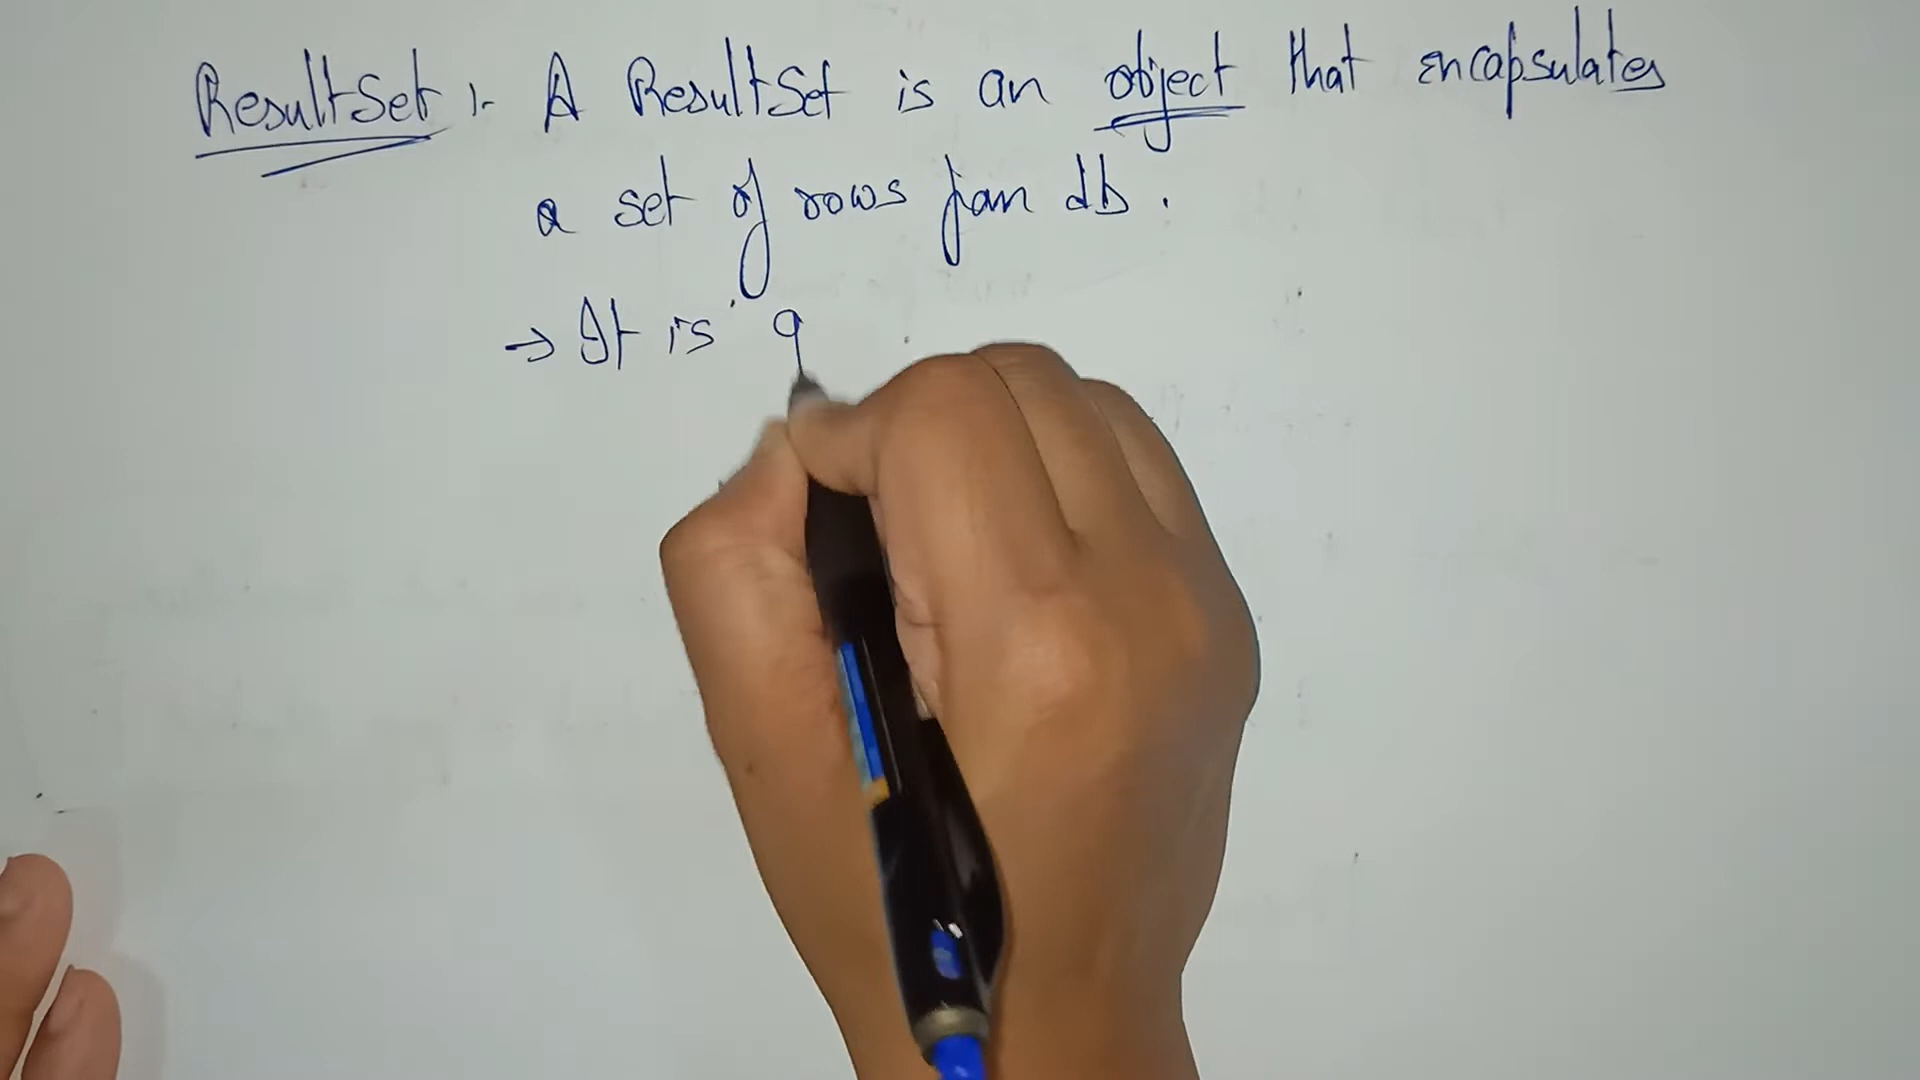 ResultSet :- A ResultSet is an object that encapsulates
a set of rows from db.
→ It is